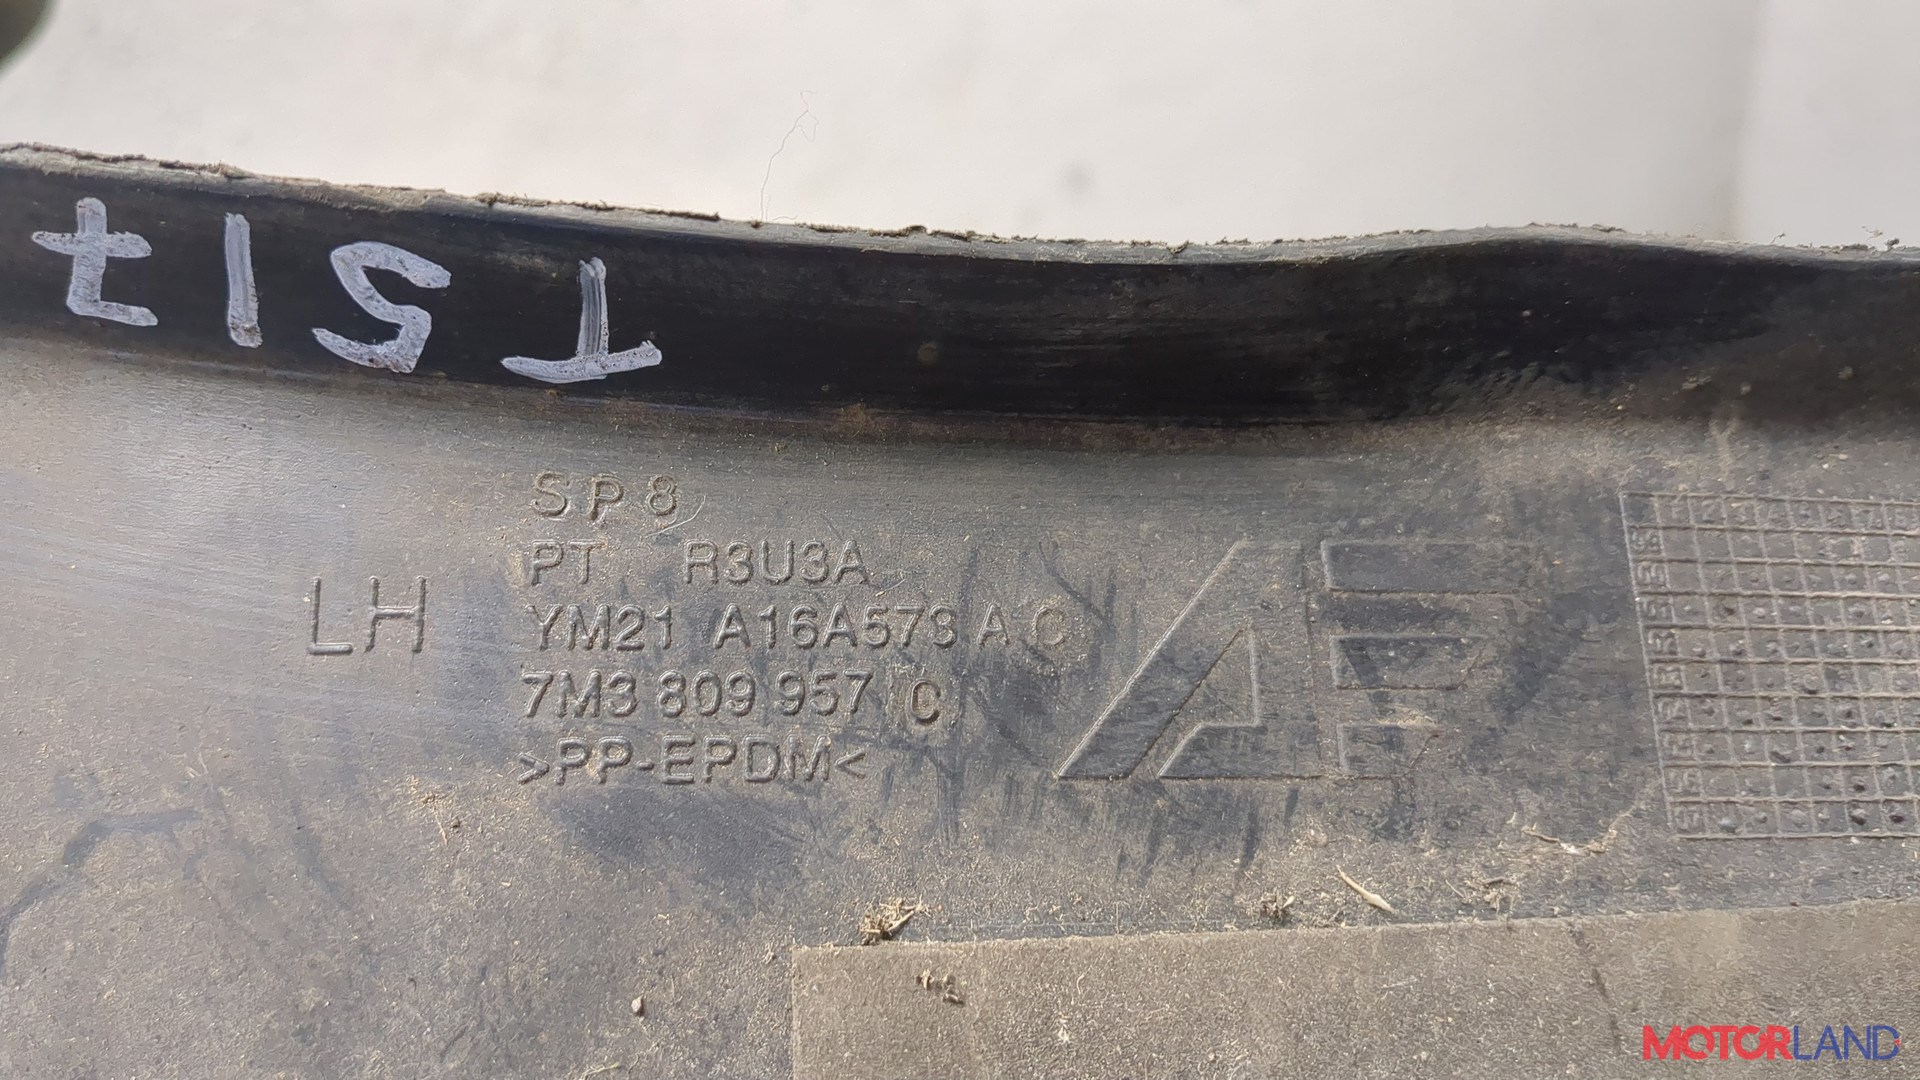 T517
SP8
PT R3U3A
LH
YM21 A16A573 AC
7M3 809 957 C
>PP-EPDM<
MOTORLAND